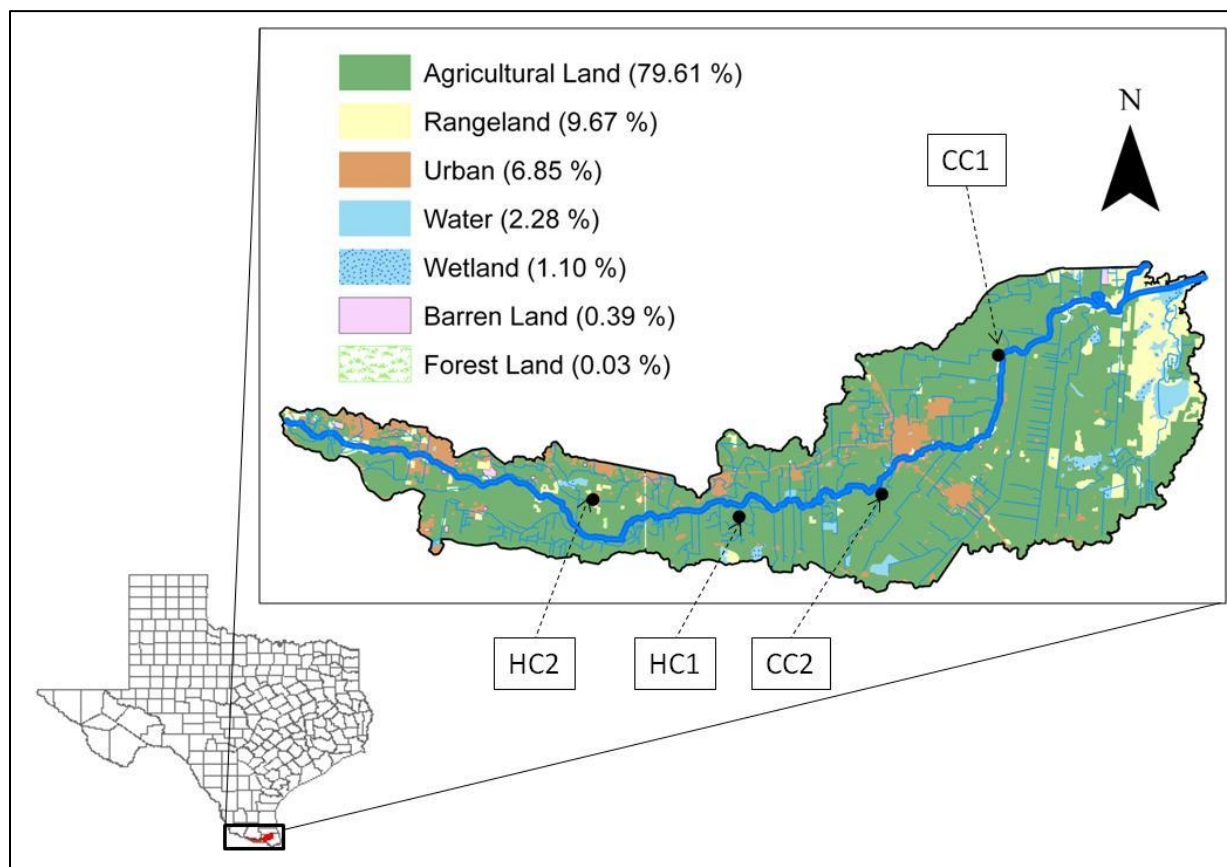 Agricultural Land (79.61 %)
Rangeland (9.67 %)
Urban (6.85 %)
Water (2.28 %)
Wetland (1.10 %)
Barren Land (0.39 %)
Forest Land (0.03 %)
N
CC1
HC2
HC1
CC2